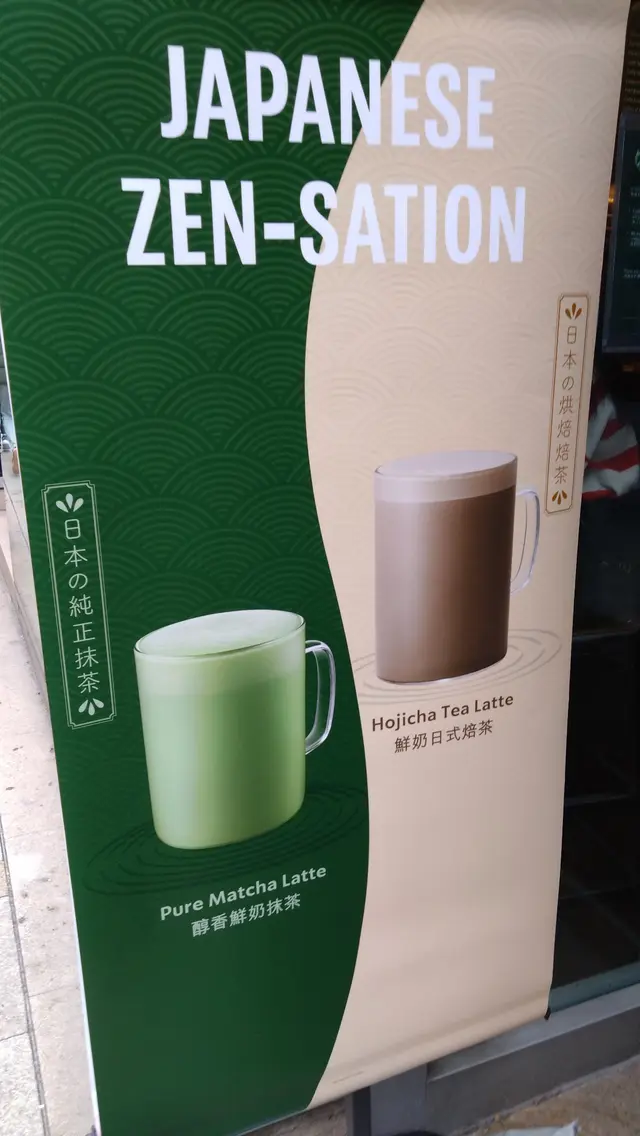 JAPANESE
ZEN-SATION
日本の烘焙焙茶
日本の純正抹茶
Hojicha Tea Latte
鮮奶日式焙茶
Pure Matcha Latte
醇香鮮奶抹茶